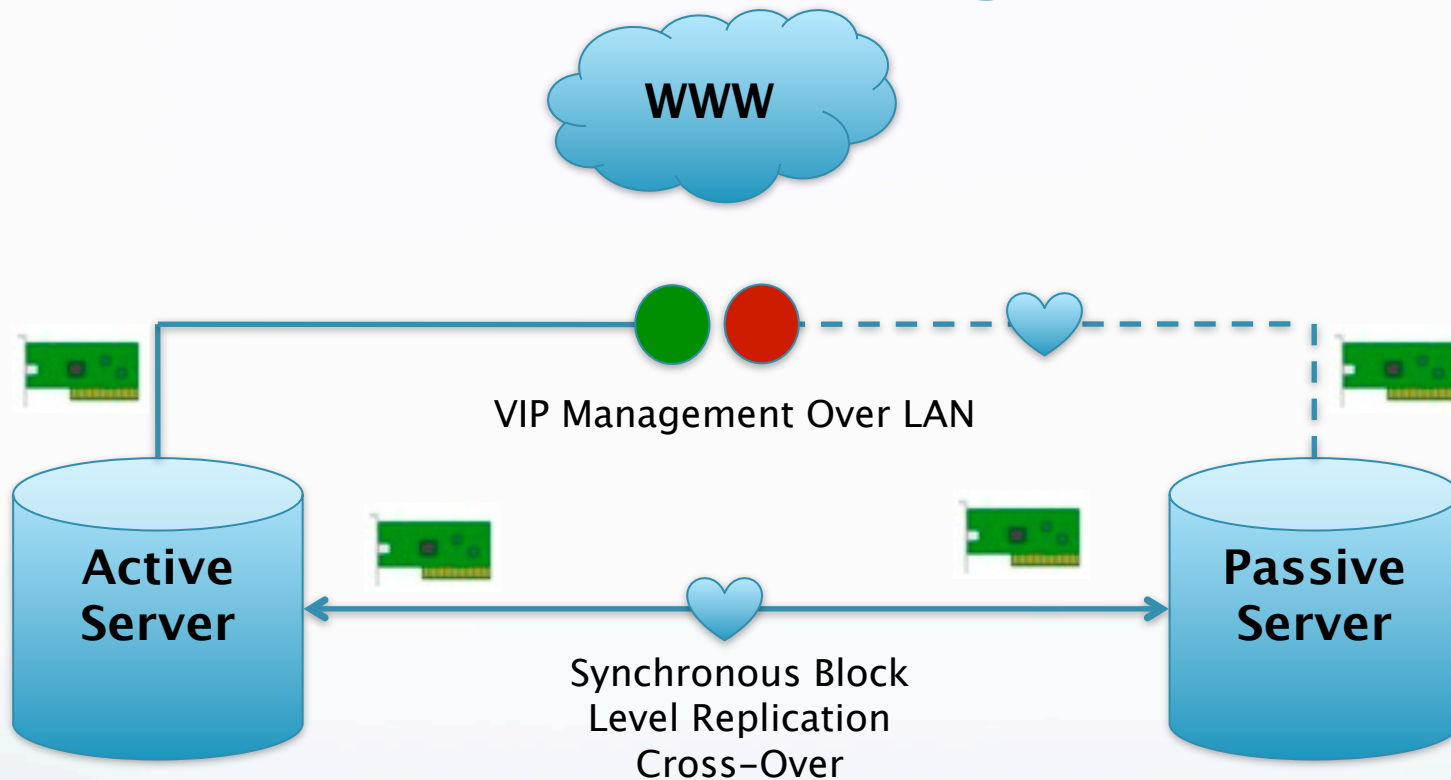 WWW
VIP Management Over LAN
Active
Server
Passive
Server
Synchronous Block
Level Replication
Cross-Over